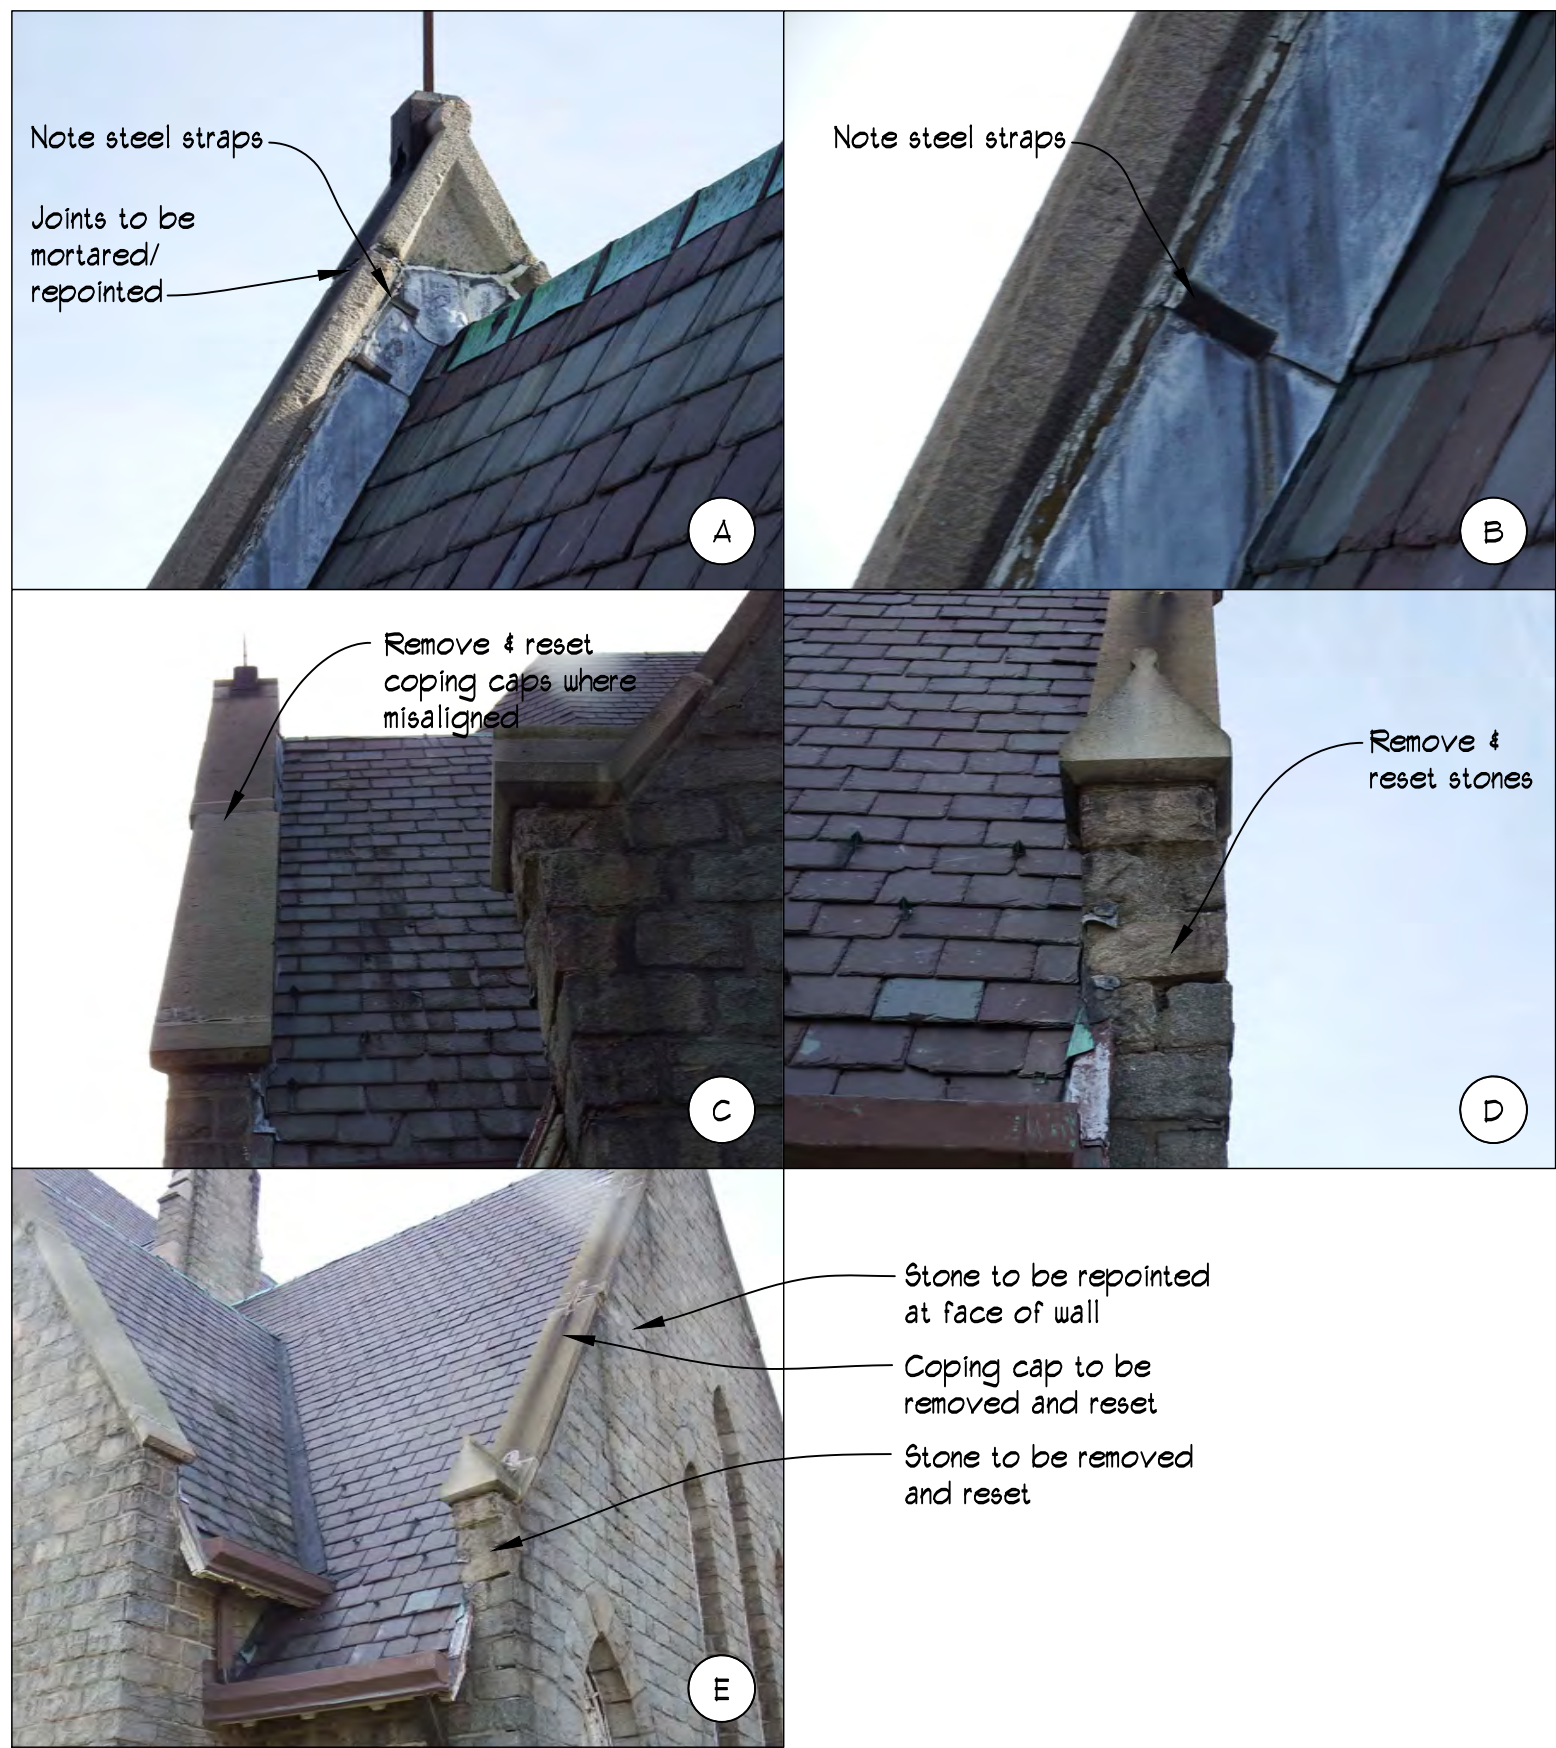 Note steel straps
Joints to be
mortared/
repointed
A
Note steel straps
B
Remove & reset
coping caps where
misaligned
C
Remove &
reset stones
D
Stone to be repointed
at face of wall
Coping cap to be
removed and reset
Stone to be removed
and reset
E